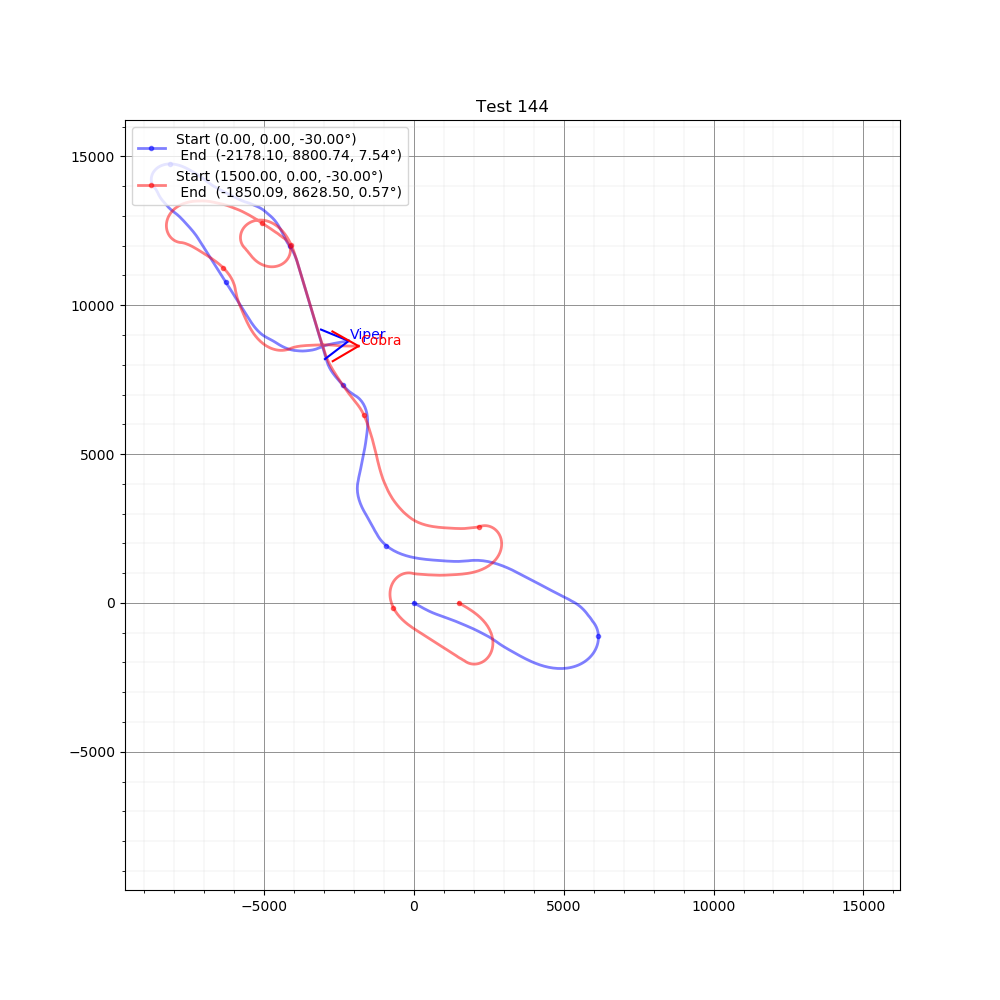 Test 144
Start (0.00, 0.00, -30.00°)
End (-2178.10, 8800.74, 7.54°)
Start (1500.00, 0.00, -30.00°)
End (-1850.09, 8628.50, 0.57°)
15000
10000
5000
0
−5000
Viper
Cobra
−5000
0
5000
10000
15000